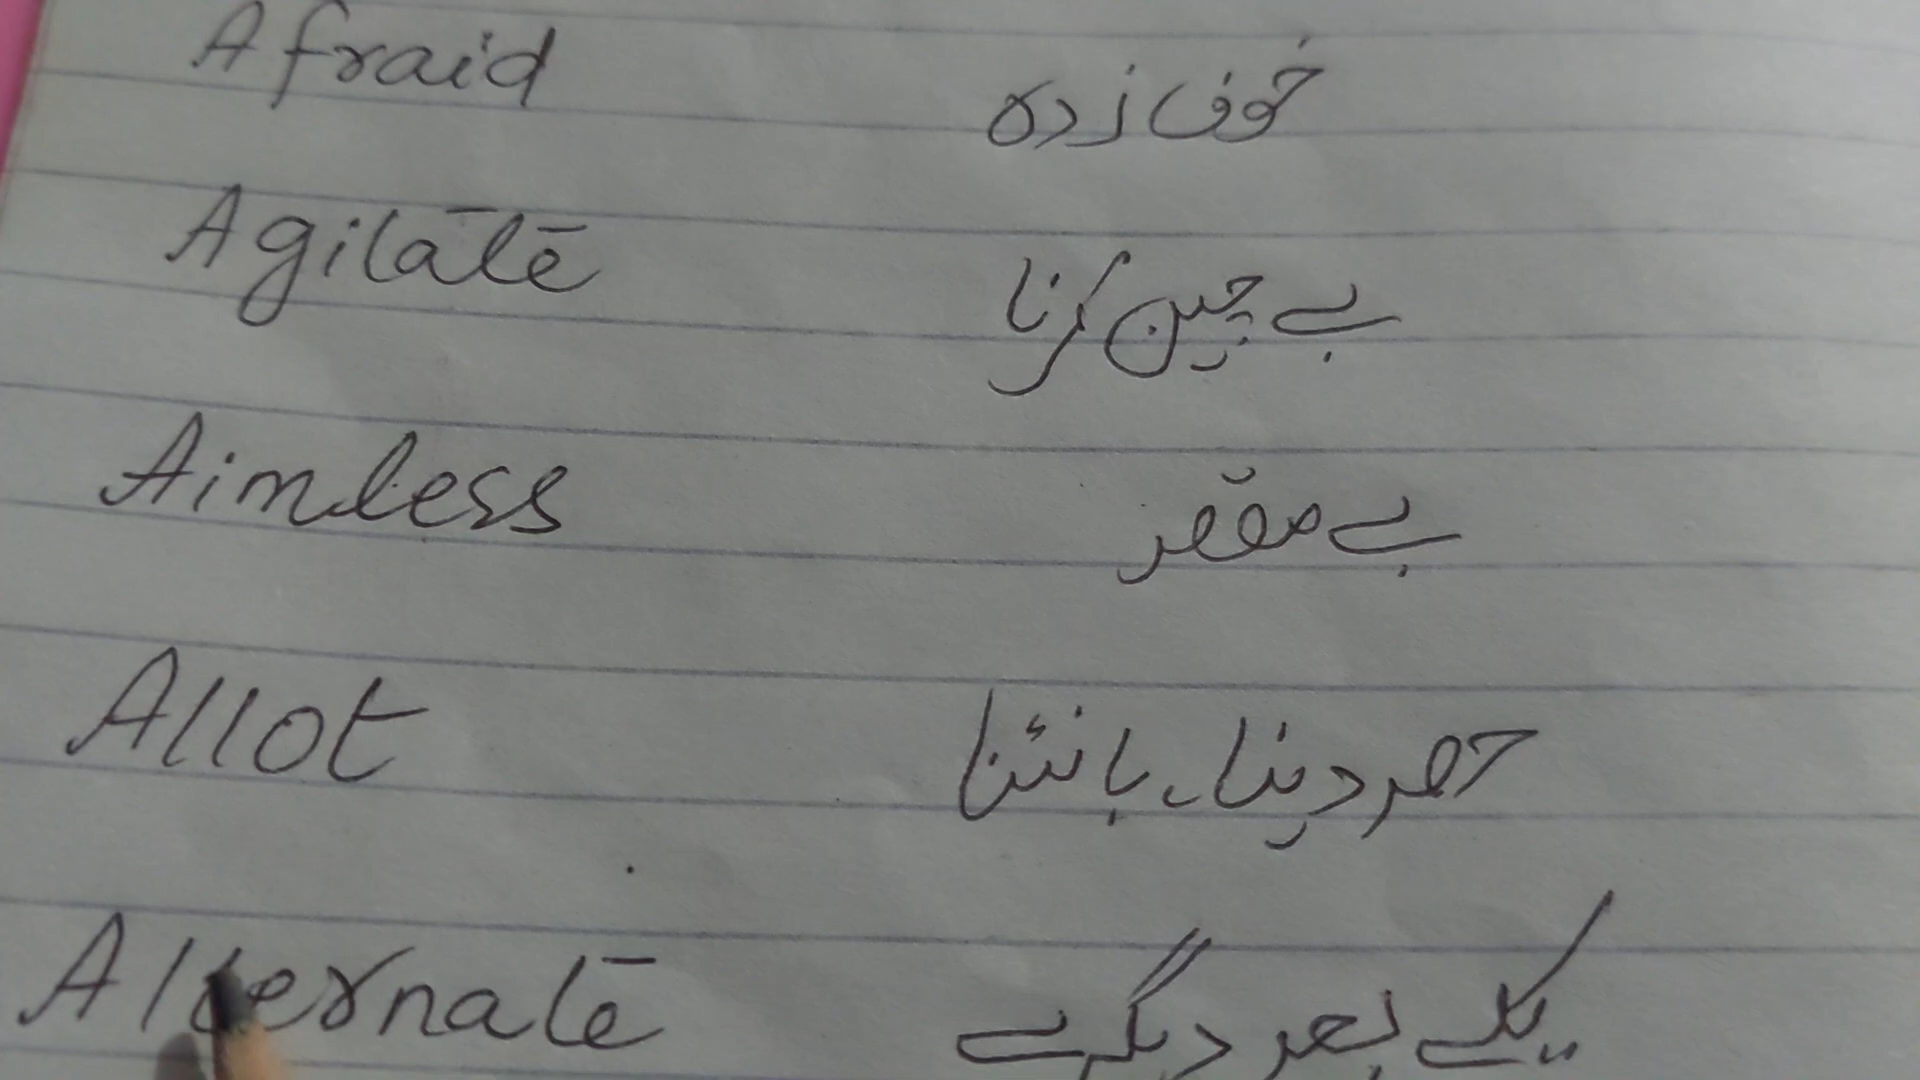 Afraid خوف زدہ
Agitate بے چین کرنا
Aimless بے مقصد
Allot حصہ دینا۔ بانٹنا
Alternate یکے بعد دیگرے